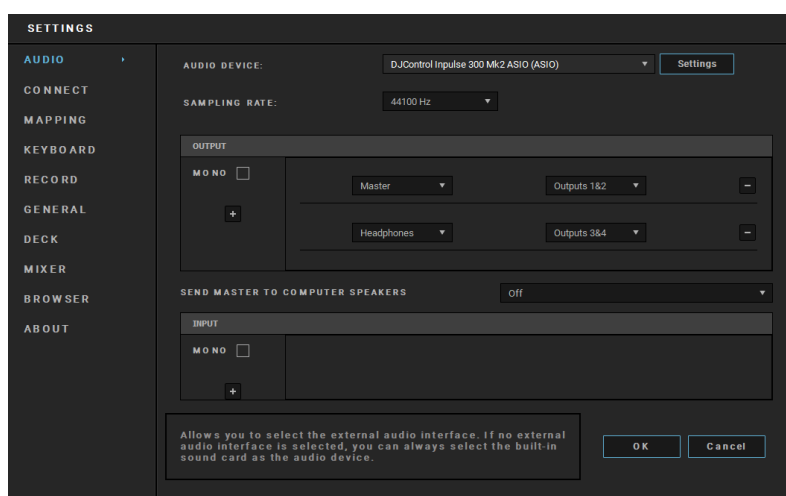 SETTINGS
AUDIO
CONNECT
MAPPING
KEYBOARD
RECORD
GENERAL
DECK
MIXER
BROWSER
ABOUT
AUDIO DEVICE: DJControl Inpulse 300 Mk2 ASIO (ASIO) Settings
SAMPLING RATE: 44100 Hz
OUTPUT
MONO
Master Outputs 1&2 −
+
Headphones Outputs 3&4 −
SEND MASTER TO COMPUTER SPEAKERS Off
INPUT
MONO
+
Allows you to select the external audio interface. If no external
audio interface is selected, you can always select the built-in
sound card as the audio device.
OK Cancel